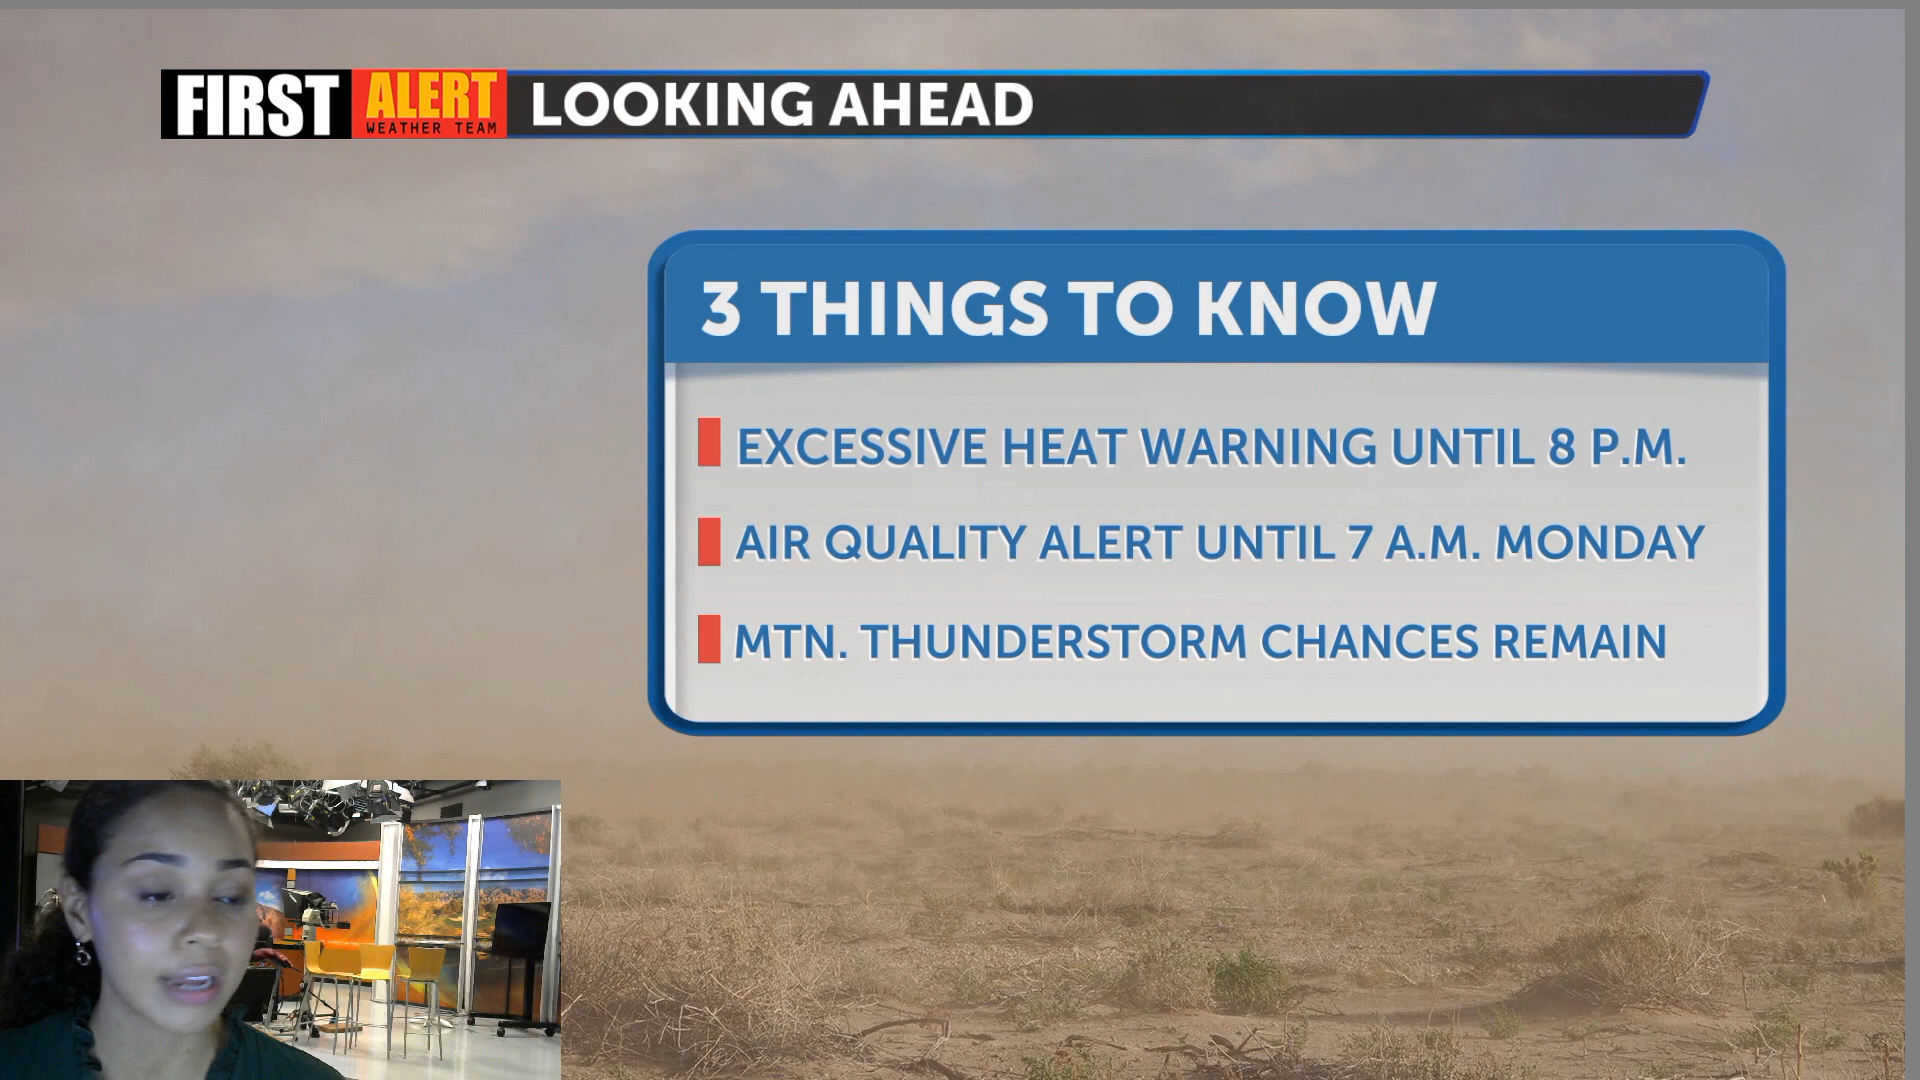 FIRST ALERT WEATHER TEAM LOOKING AHEAD
3 THINGS TO KNOW
EXCESSIVE HEAT WARNING UNTIL 8 P.M.
AIR QUALITY ALERT UNTIL 7 A.M. MONDAY
MTN. THUNDERSTORM CHANCES REMAIN